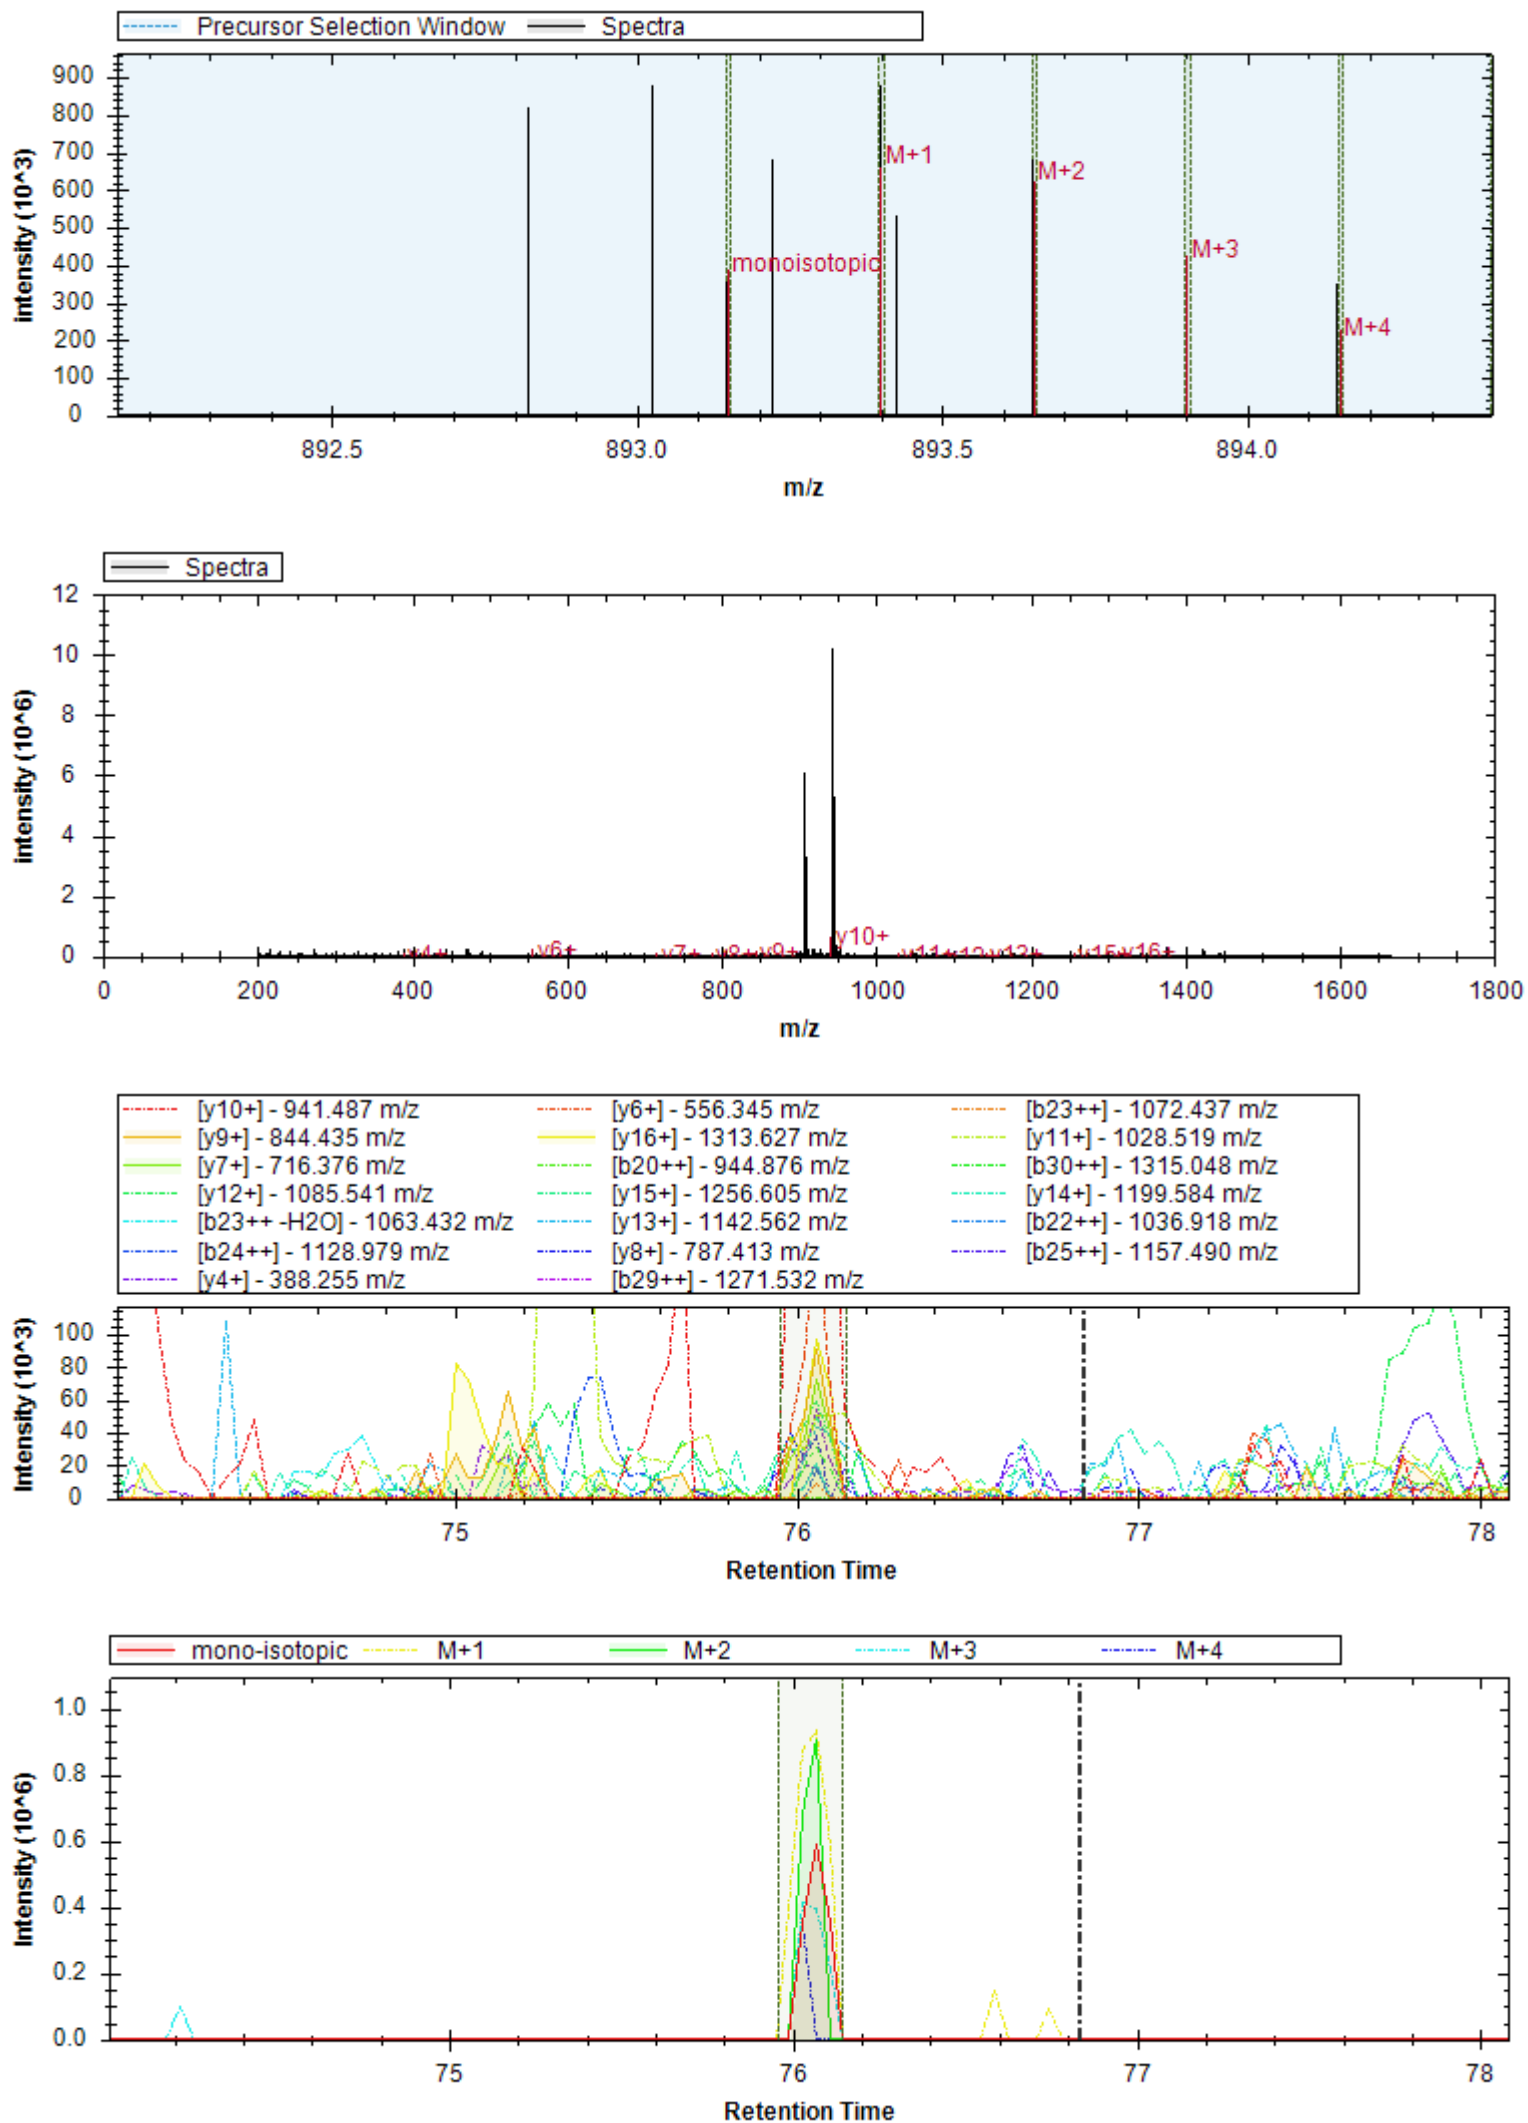 Precursor Selection Window Spectra
intensity (10^3)
900
800
700
600
500
400
300
200
100
0
M+1
M+2
monoisotopic
M+3
M+4
892.5 893.0 893.5 894.0
m/z
Spectra
intensity (10^6)
12
10
8
6
4
2
0
y4+ y6+ y7+ y8+ y9+ y10+ y11+ y13+ y15+ y16+
0 200 400 600 800 1000 1200 1400 1600 1800
m/z
[y10+] - 941.487 m/z [y6+] - 556.345 m/z [b23++] - 1072.437 m/z
[y9+] - 844.435 m/z [y16+] - 1313.627 m/z [y11+] - 1028.519 m/z
[y7+] - 716.376 m/z [b20++] - 944.876 m/z [b30++] - 1315.048 m/z
[y12+] - 1085.541 m/z [y15+] - 1256.605 m/z [y14+] - 1199.584 m/z
[b23++ -H2O] - 1063.432 m/z [y13+] - 1142.562 m/z [b22++] - 1036.918 m/z
[b24++] - 1128.979 m/z [y8+] - 787.413 m/z [b25++] - 1157.490 m/z
[y4+] - 388.255 m/z [b29++] - 1271.532 m/z
Intensity (10^3)
100
80
60
40
20
0
75 76 77 78
Retention Time
mono-isotopic M+1 M+2 M+3 M+4
Intensity (10^6)
1.0
0.8
0.6
0.4
0.2
0.0
75 76 77 78
Retention Time